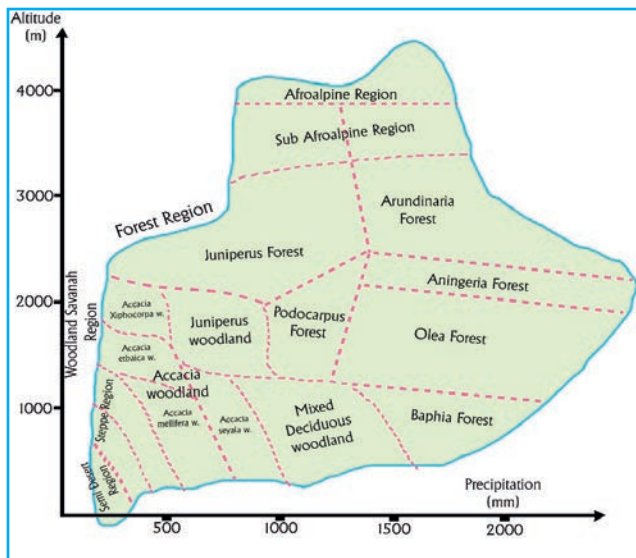 Altitude
(m)
4000
3000
2000
1000
Afroalpine Region
Sub Afroalpine Region
Arundinaria
Forest
Forest Region
Juniperus Forest
Aningeria Forest
Woodland Savanah
Region
Accacia
Xiphocorpa w.
Juniperus
woodland
Podocarpus
Forest
Olea Forest
Accacia
etbaica w.
Accacia
woodland
Steppe Region
Accacia
mellifera w.
Accacia
seyala w.
Mixed
Deciduous
woodland
Baphia Forest
Semi Desert
Region
Precipitation
(mm)
500
1000
1500
2000